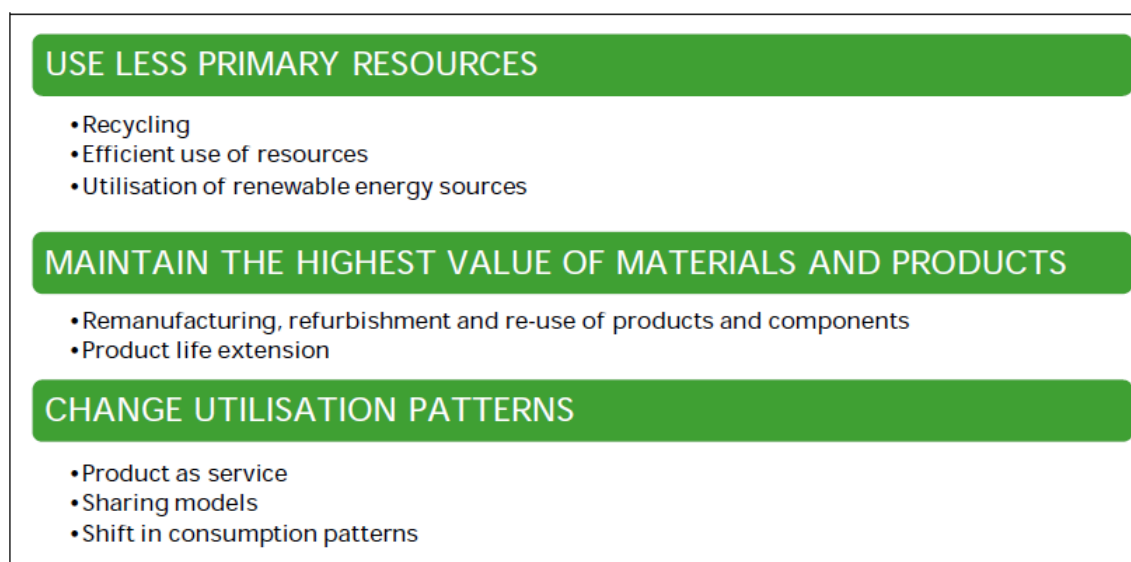 USE LESS PRIMARY RESOURCES
•Recycling
•Efficient use of resources
•Utilisation of renewable energy sources
MAINTAIN THE HIGHEST VALUE OF MATERIALS AND PRODUCTS
•Remanufacturing, refurbishment and re-use of products and components
•Product life extension
CHANGE UTILISATION PATTERNS
•Product as service
•Sharing models
•Shift in consumption patterns